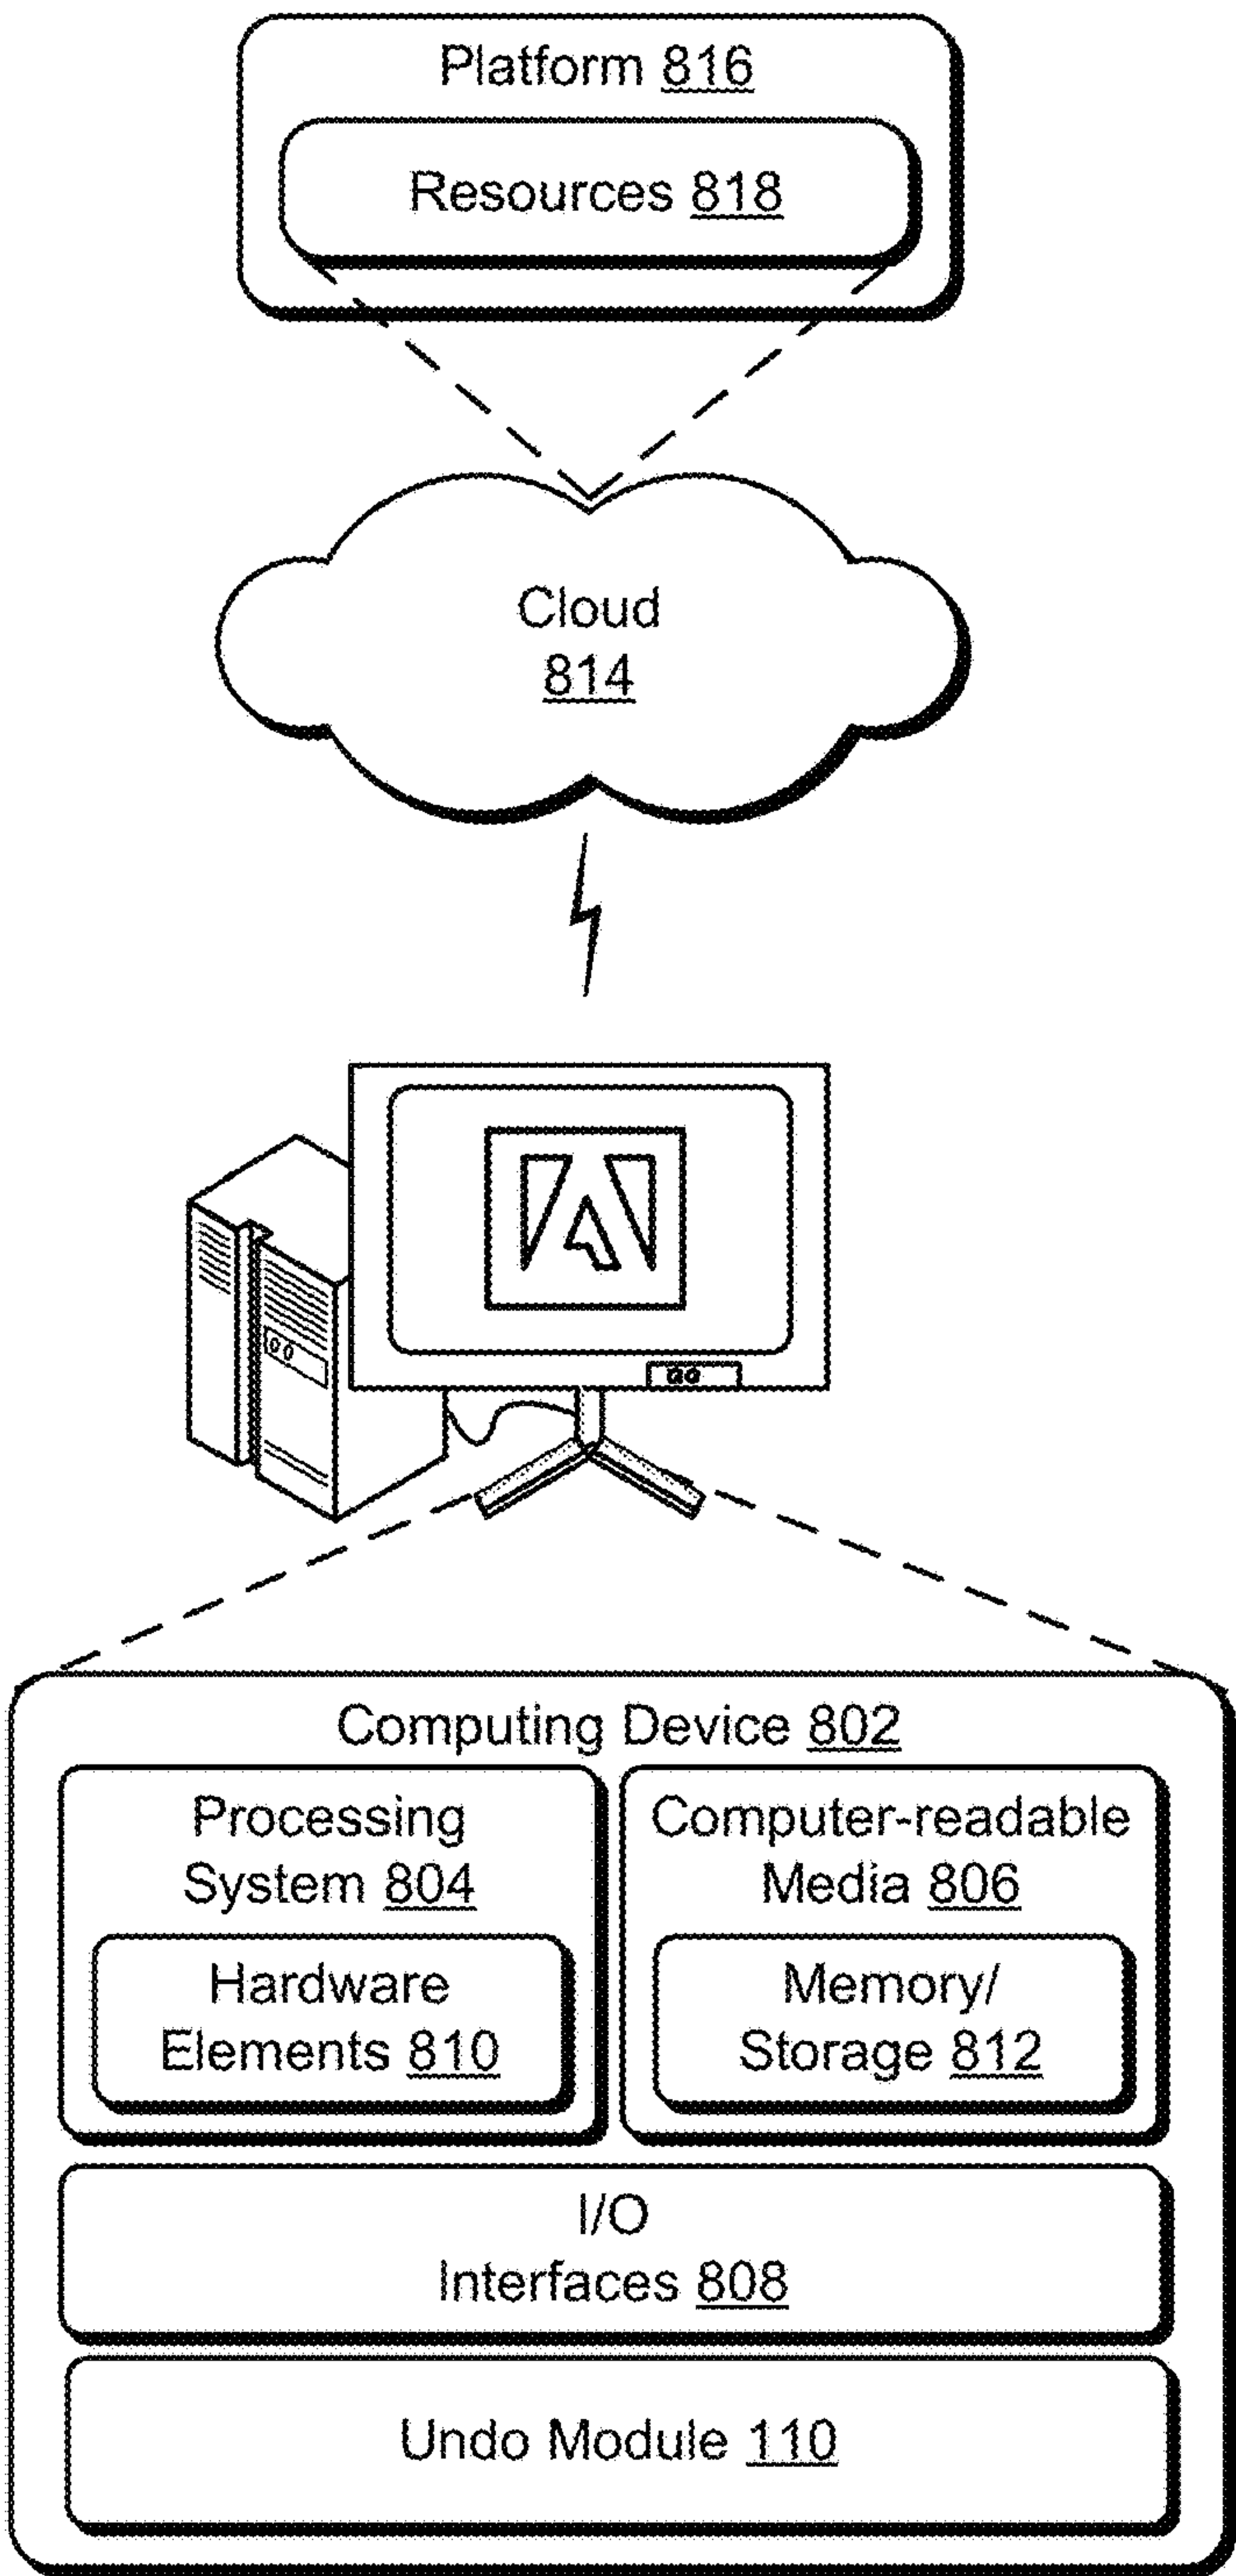 Platform 816
Resources 818
Cloud
814
Computing Device 802
Processing
System 804
Hardware
Elements 810
Computer-readable
Media 806
Memory/
Storage 812
I/O
Interfaces 808
Undo Module 110